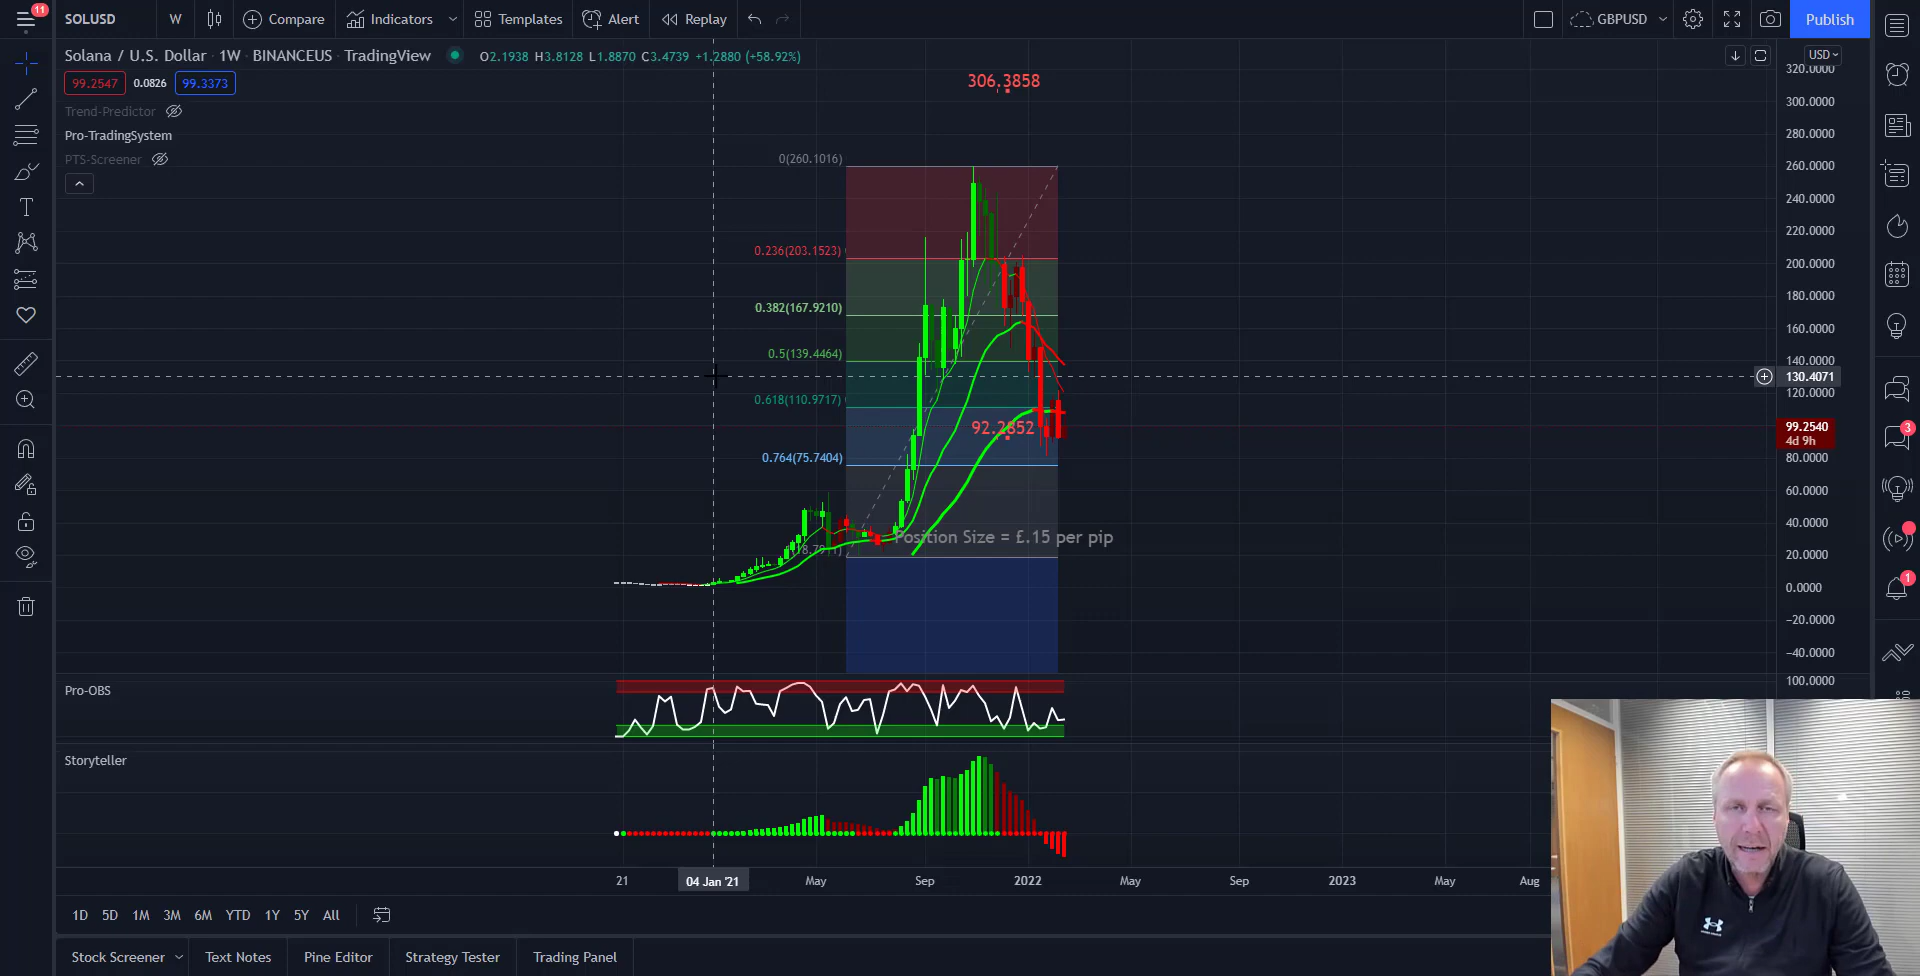 11
SOLUSD
W
Compare
Indicators
Templates
Alert
Replay
GBPUSD
Publish
Solana / U.S. Dollar · 1W · BINANCEUS · TradingView
O2.1938 H3.8128 L1.8870 C3.4739 +1.2880 (+58.92%)
USD
99.2547
0.0826
99.3373
Trend-Predictor
Pro-TradingSystem
PTS-Screener
306.3858
0(260.1016)
0.236(203.1523)
0.382(167.9210)
0.5(139.4464)
0.618(110.9717)
92.2852
0.764(75.7404)
Position Size = £.15 per pip
320.0000
300.0000
280.0000
260.0000
240.0000
220.0000
200.0000
180.0000
160.0000
140.0000
130.4071
120.0000
99.2540
4d 9h
80.0000
60.0000
40.0000
20.0000
0.0000
−20.0000
−40.0000
100.0000
3
1
Pro-OBS
Storyteller
21
04 Jan '21
May
Sep
2022
May
Sep
2023
May
Aug
1D
5D
1M
3M
6M
YTD
1Y
5Y
All
Stock Screener
Text Notes
Pine Editor
Strategy Tester
Trading Panel